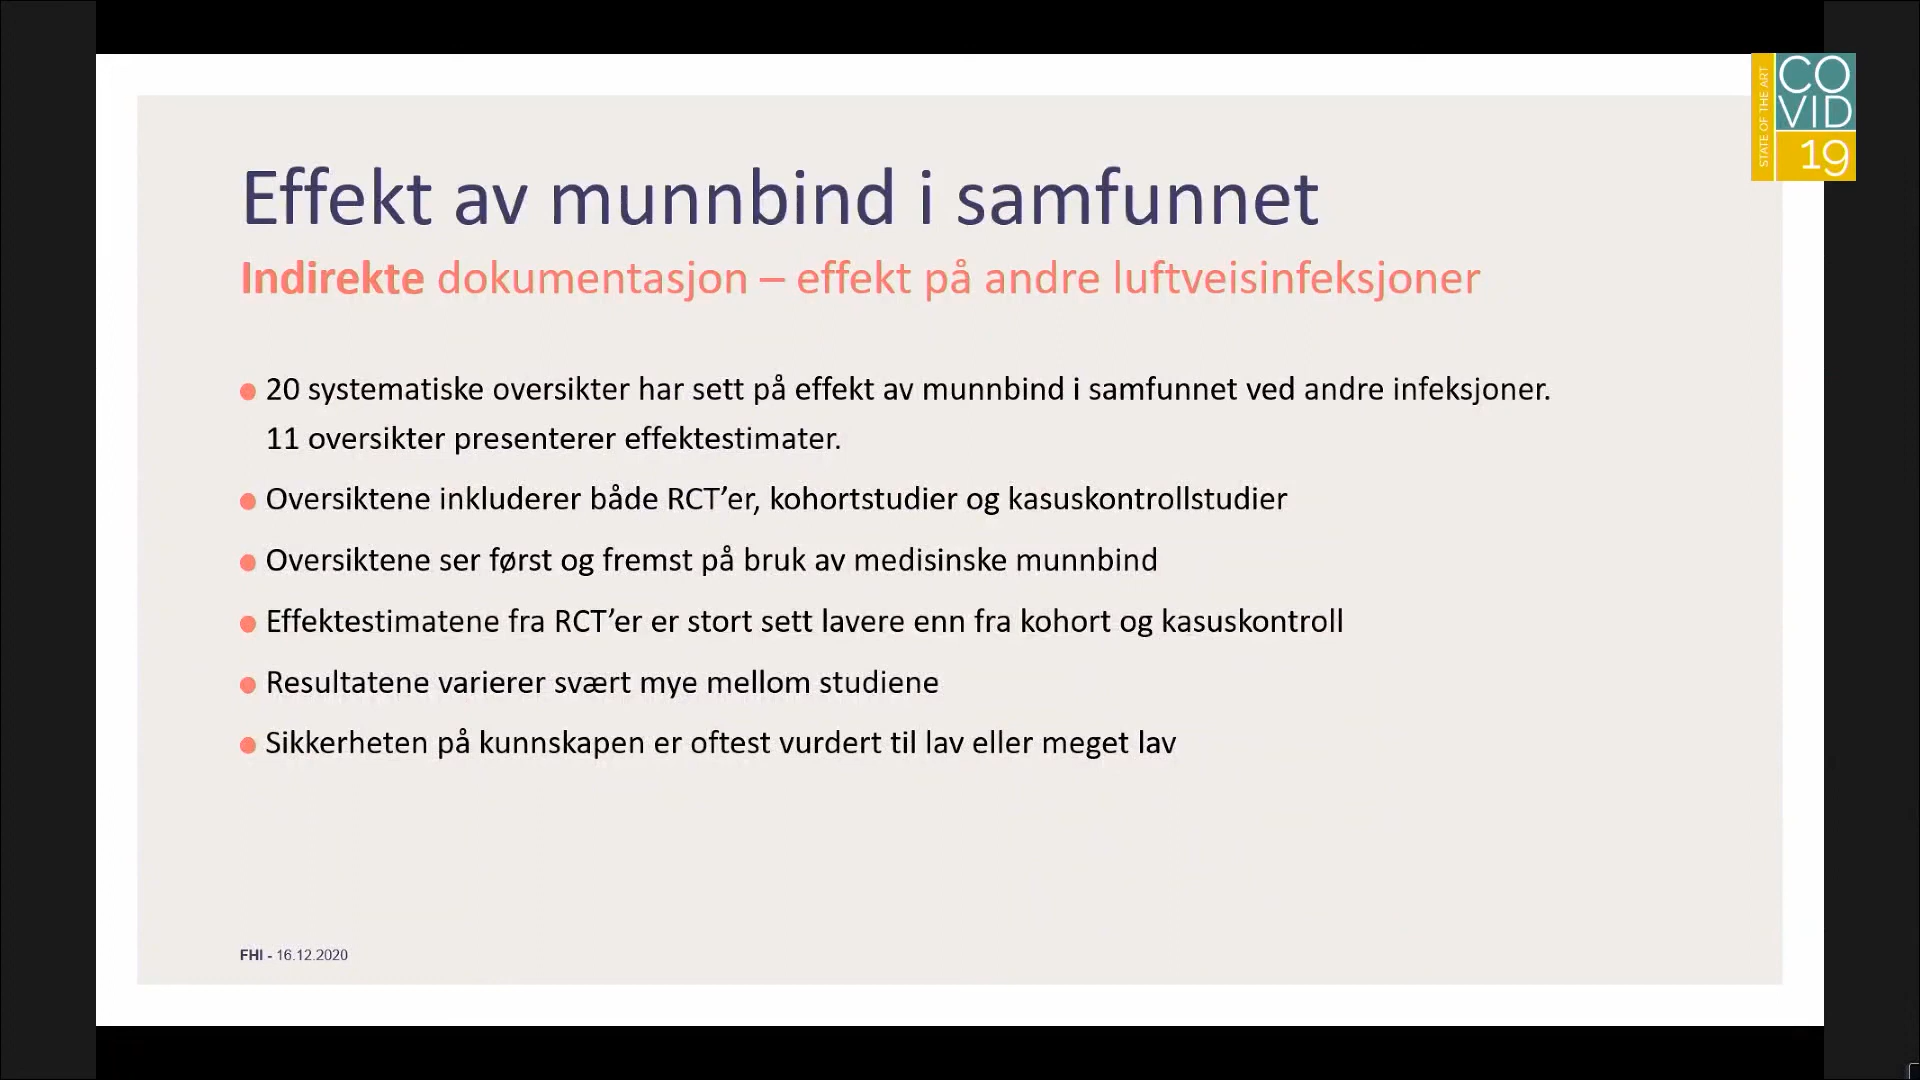 STATE OF THE ART
CO
VID
19
Effekt av munnbind i samfunnet
Indirekte dokumentasjon – effekt på andre luftveisinfeksjoner
20 systematiske oversikter har sett på effekt av munnbind i samfunnet ved andre infeksjoner.
11 oversikter presenterer effektestimater.
Oversiktene inkluderer både RCT’er, kohortstudier og kasuskontrollstudier
Oversiktene ser først og fremst på bruk av medisinske munnbind
Effektestimatene fra RCT’er er stort sett lavere enn fra kohort og kasuskontroll
Resultatene varierer svært mye mellom studiene
Sikkerheten på kunnskapen er oftest vurdert til lav eller meget lav
FHI - 16.12.2020